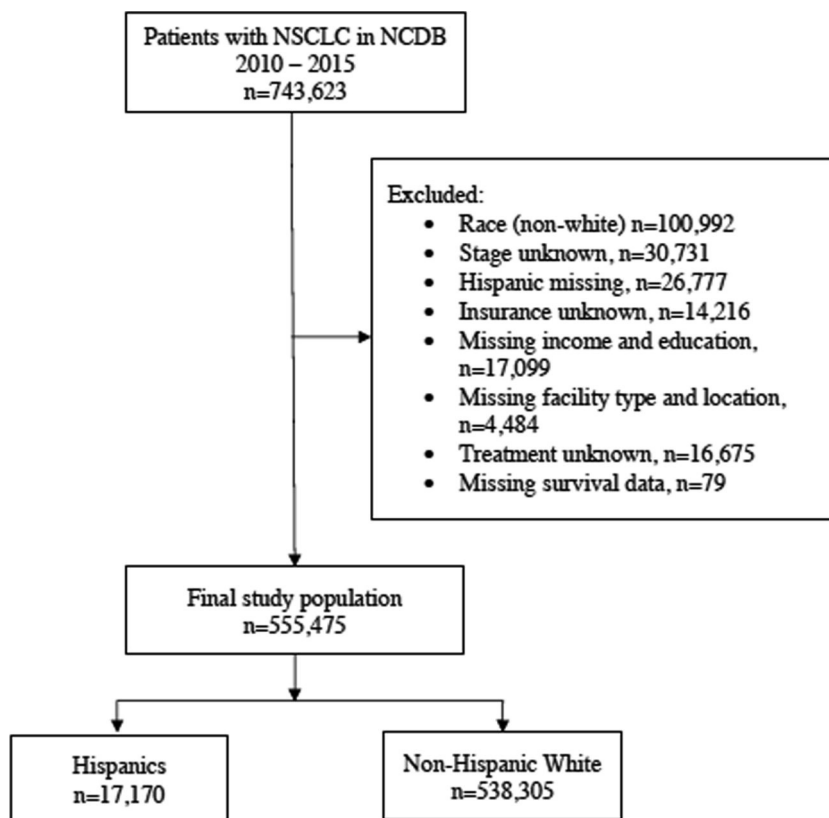 Patients with NSCLC in NCDB
2010 – 2015
n=743,623
Excluded:
• Race (non-white) n=100,992
• Stage unknown, n=30,731
• Hispanic missing, n=26,777
• Insurance unknown, n=14,216
• Missing income and education,
n=17,099
• Missing facility type and location,
n=4,484
• Treatment unknown, n=16,675
• Missing survival data, n=79
Final study population
n=555,475
Hispanics
n=17,170
Non-Hispanic White
n=538,305